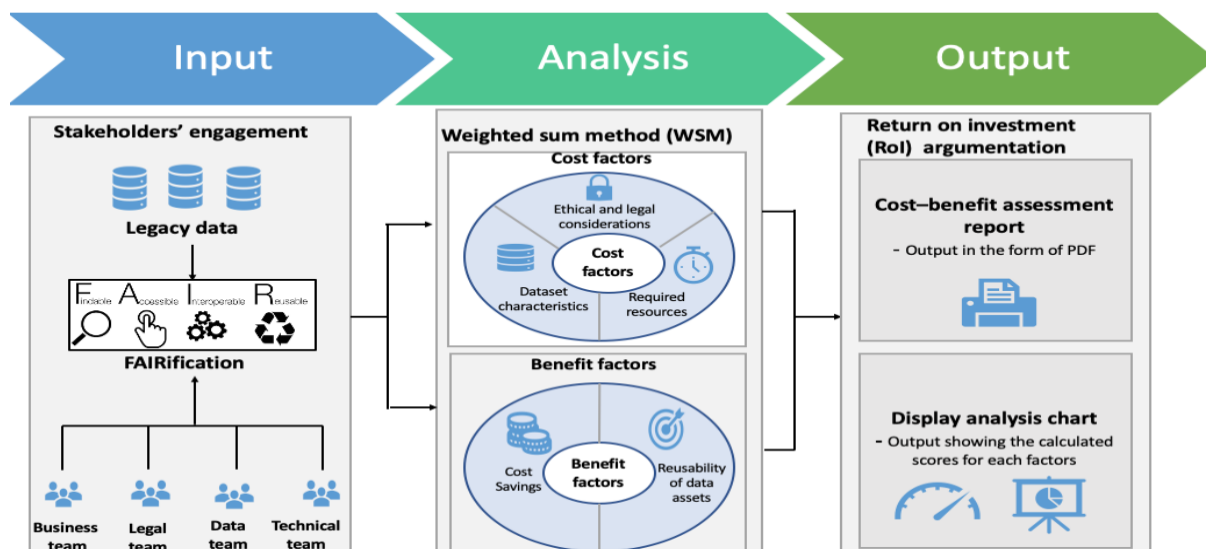 Input
Analysis
Output
Stakeholders' engagement
Legacy data
Findable Accessible Interoperable Reusable
FAIRification
Business
team
Legal
team
Data
team
Technical
team
Weighted sum method (WSM)
Cost factors
Ethical and legal
considerations
Cost
factors
Dataset
characteristics
Required
resources
Benefit factors
Cost
Savings
Benefit
factors
Reusability
of data
assets
Return on investment
(RoI) argumentation
Cost–benefit assessment
report
- Output in the form of PDF
Display analysis chart
- Output showing the calculated
scores for each factors